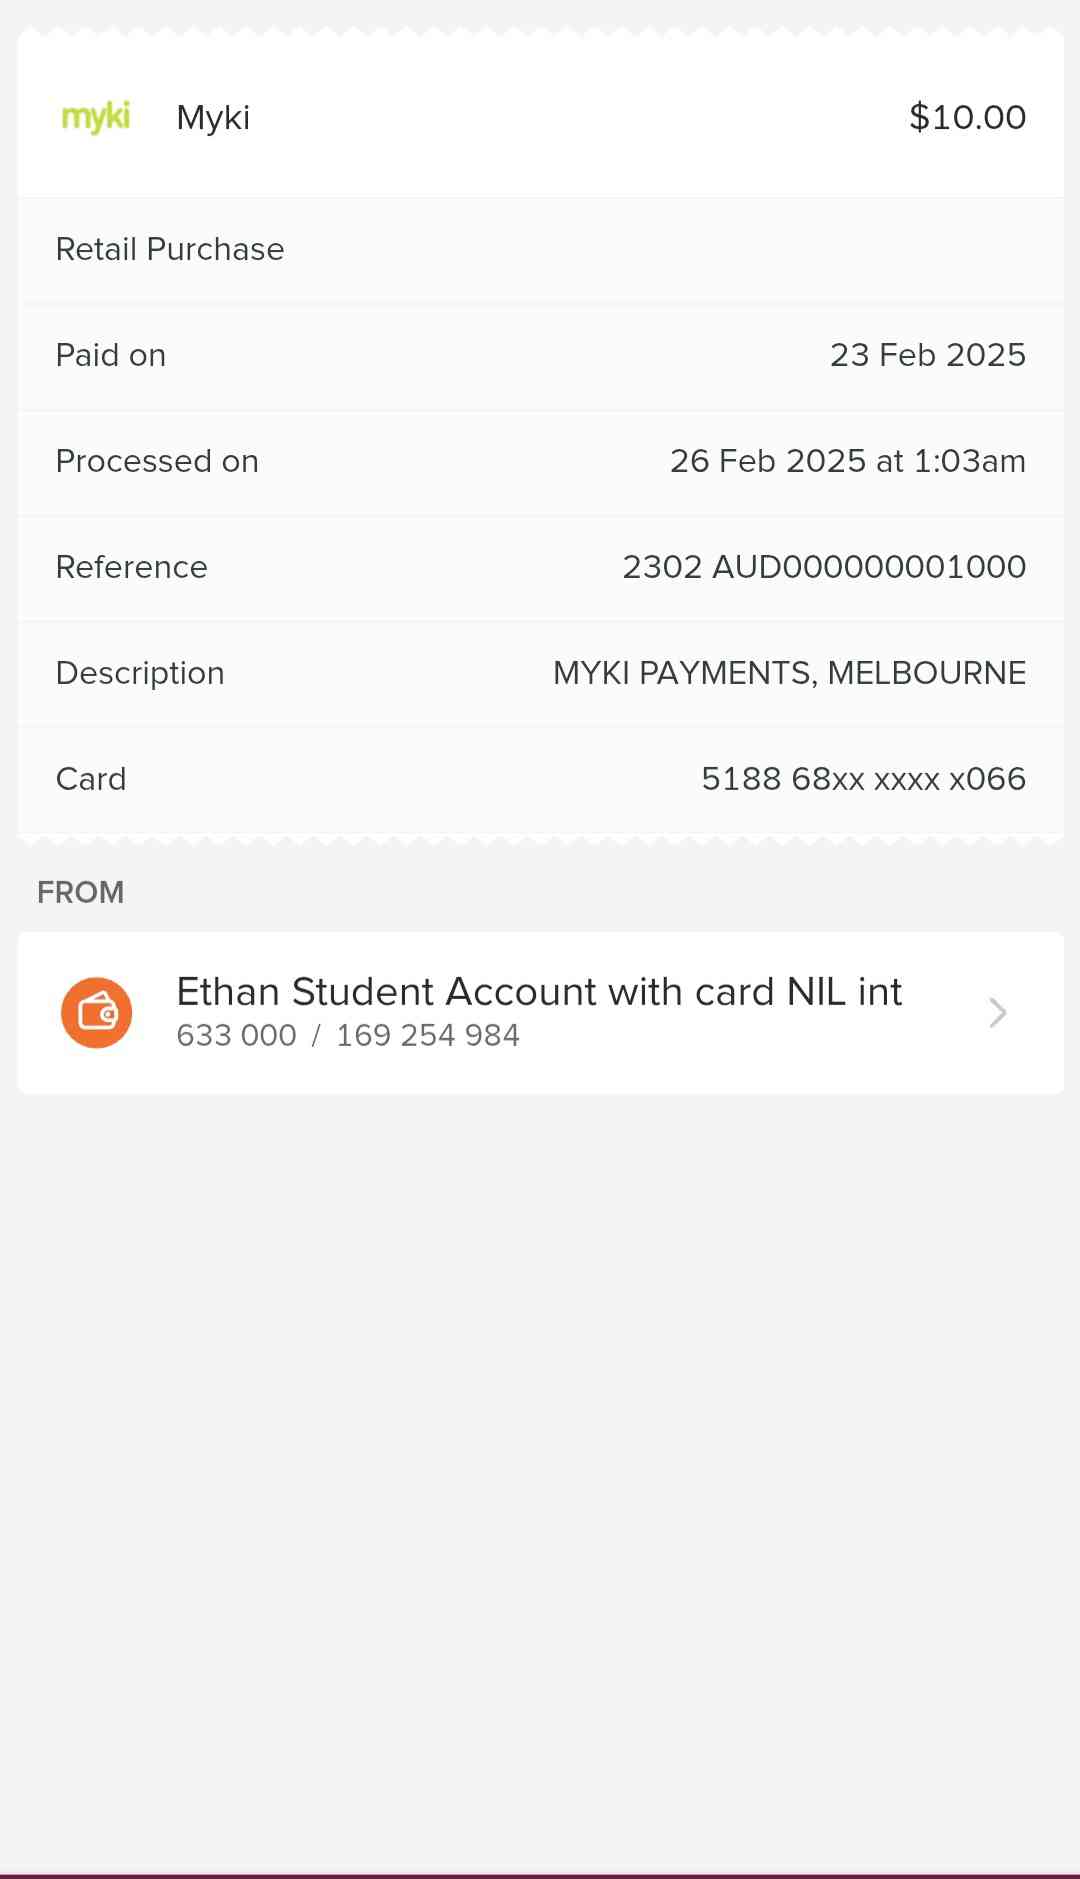 myki Myki $10.00
Retail Purchase
Paid on 23 Feb 2025
Processed on 26 Feb 2025 at 1:03am
Reference 2302 AUD000000001000
Description MYKI PAYMENTS, MELBOURNE
Card 5188 68xx xxxx x066
FROM
Ethan Student Account with card NIL int
633 000 / 169 254 984